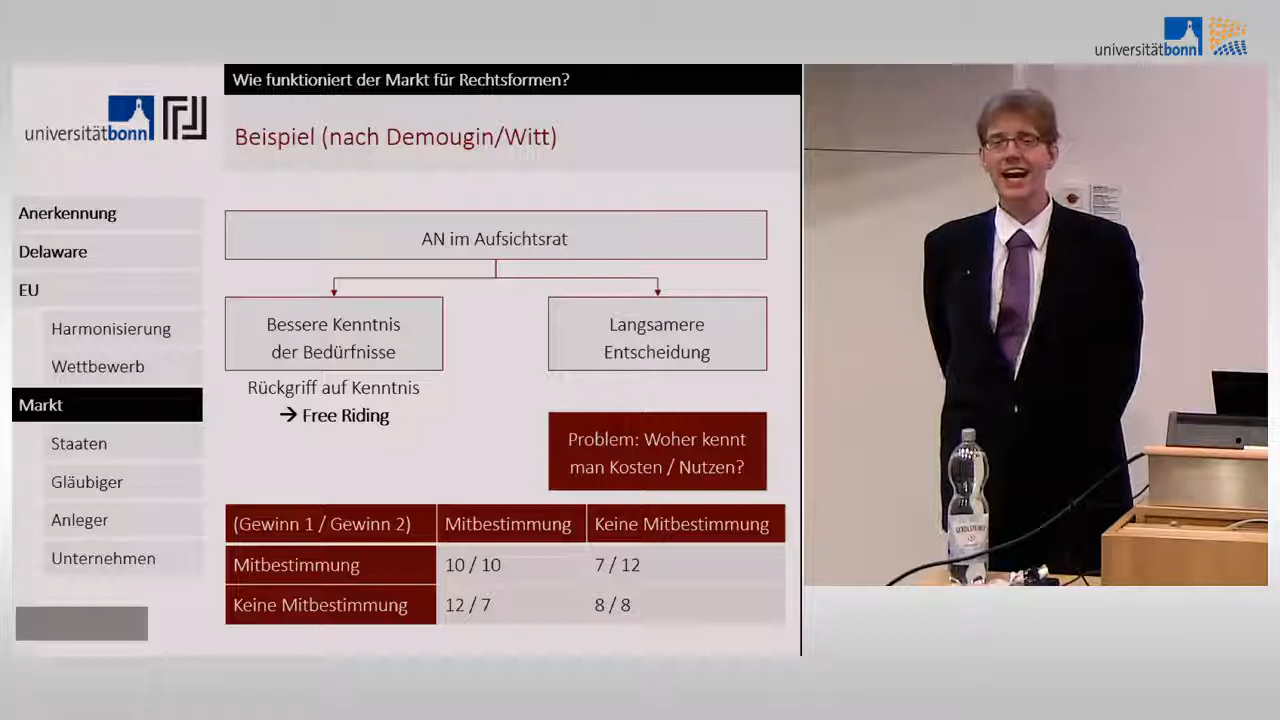 universitätbonn
Wie funktioniert der Markt für Rechtsformen?
universitätbonn
Beispiel (nach Demougin/Witt)
Anerkennung
Delaware
EU
Harmonisierung
Wettbewerb
Markt
Staaten
Gläubiger
Anleger
Unternehmen
AN im Aufsichtsrat
Bessere Kenntnis
der Bedürfnisse
Langsamere
Entscheidung
Rückgriff auf Kenntnis
→ Free Riding
Problem: Woher kennt
man Kosten / Nutzen?
(Gewinn 1 / Gewinn 2) Mitbestimmung Keine Mitbestimmung
Mitbestimmung 10 / 10 7 / 12
Keine Mitbestimmung 12 / 7 8 / 8
GEROLSTEINER